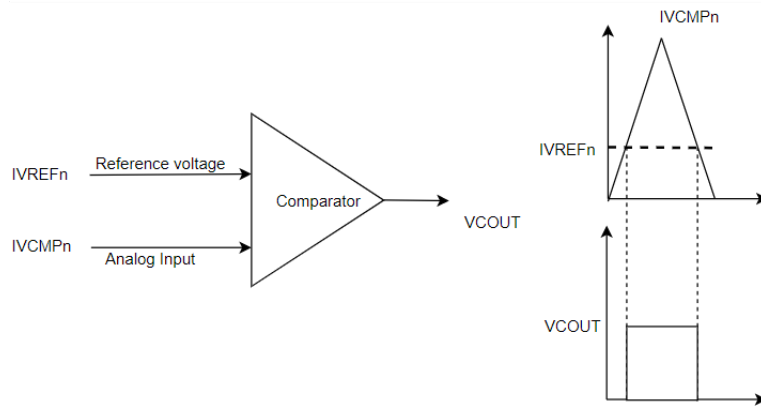 IVCMPn
IVREFn
Reference voltage
IVREFn
Comparator
VCOUT
IVCMPn
Analog Input
VCOUT